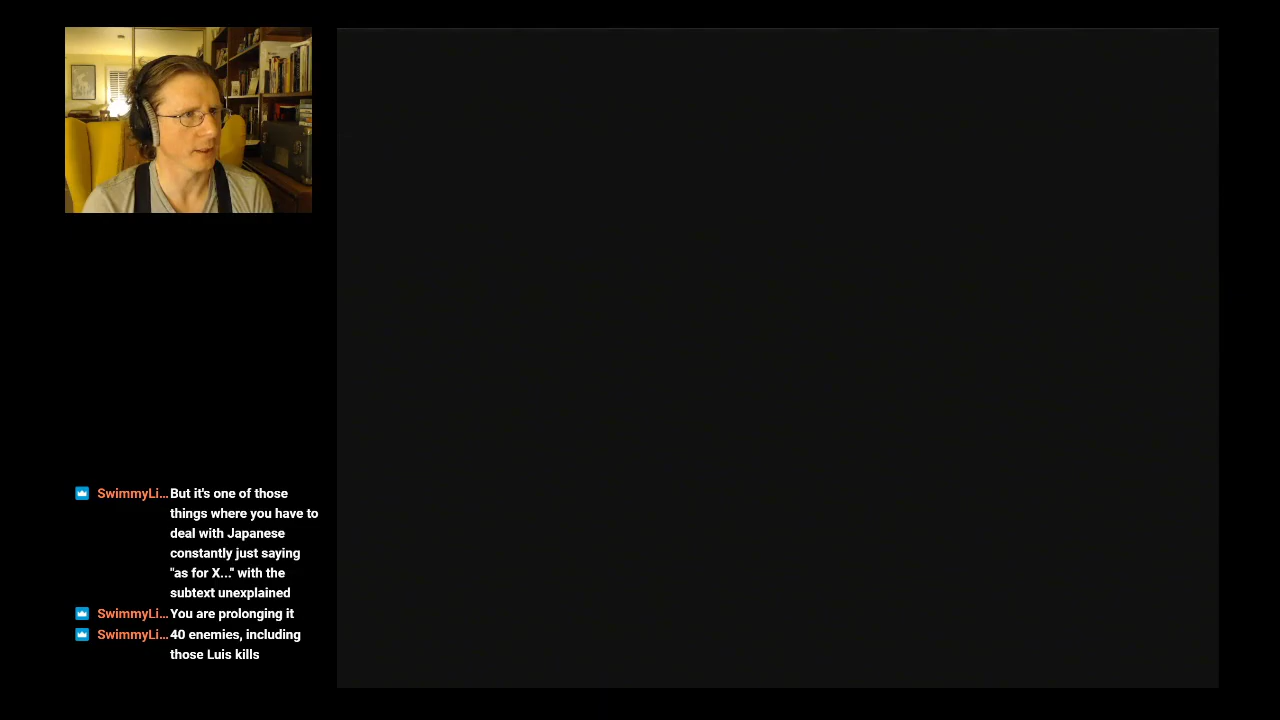 SwimmyLi... But it's one of those
things where you have to
deal with Japanese
constantly just saying
"as for X..." with the
subtext unexplained
SwimmyLi... You are prolonging it
SwimmyLi... 40 enemies, including
those Luis kills